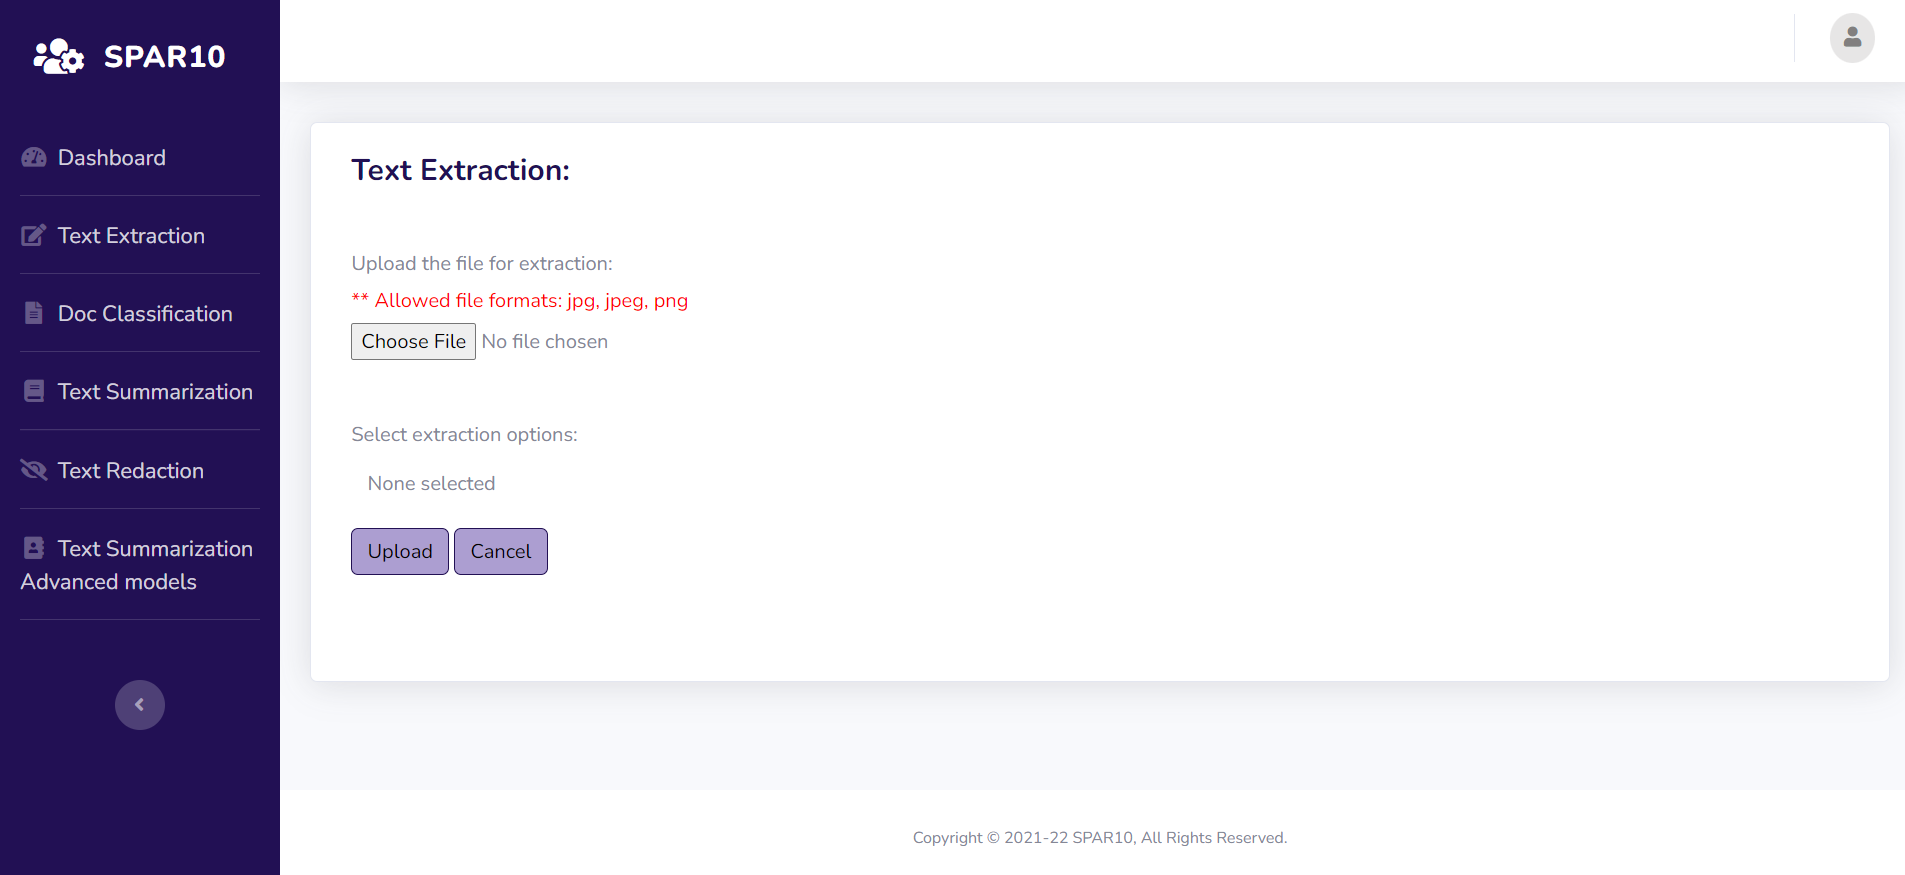 SPAR10
Dashboard
Text Extraction
Doc Classification
Text Summarization
Text Redaction
Text Summarization
Advanced models
Text Extraction:
Upload the file for extraction:
** Allowed file formats: jpg, jpeg, png
Choose File No file chosen
Select extraction options:
None selected
Upload Cancel
Copyright © 2021-22 SPAR10, All Rights Reserved.